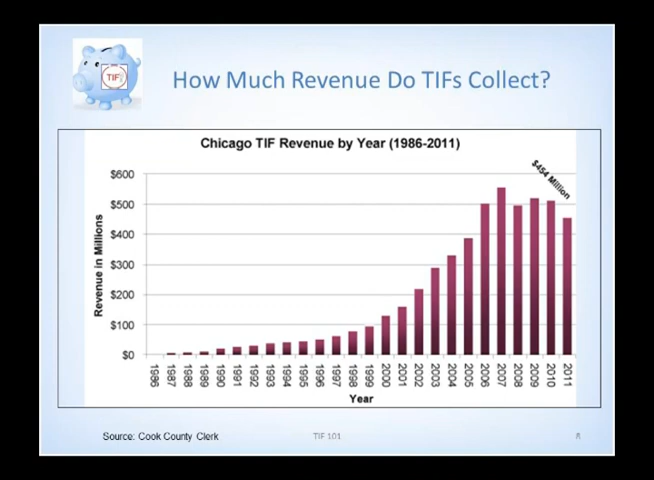 TIF
How Much Revenue Do TIFs Collect?
Chicago TIF Revenue by Year (1986-2011)
$454 Million
Revenue in Millions
$600
$500
$400
$300
$200
$100
$0
1986 1987 1988 1989 1990 1991 1992 1993 1994 1995 1996 1997 1998 1999 2000 2001 2002 2003 2004 2005 2006 2007 2008 2009 2010 2011
Year
Source: Cook County Clerk
TIF 101